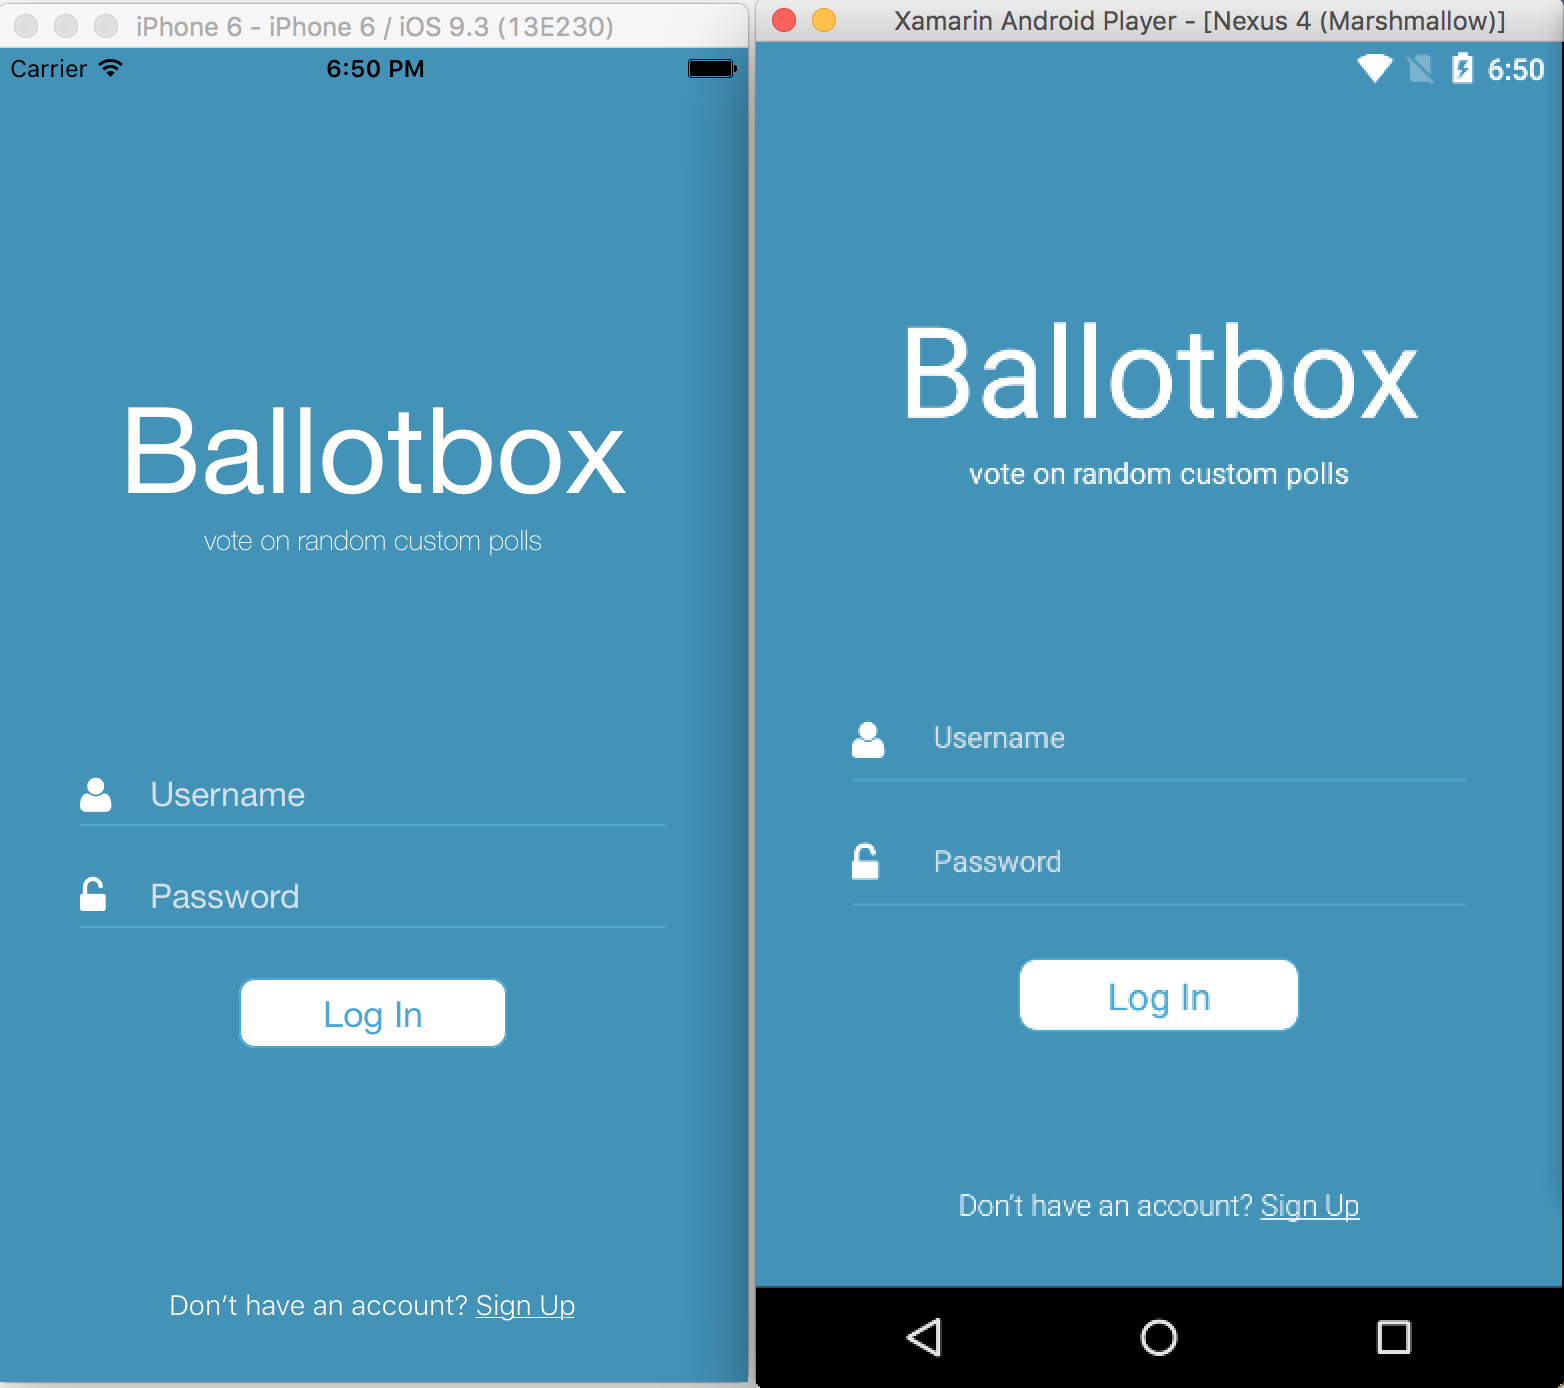 iPhone 6 - iPhone 6 / iOS 9.3 (13E230)
Carrier 6:50 PM
Ballotbox
vote on random custom polls
Username
Password
Log In
Don’t have an account? Sign Up
Xamarin Android Player - [Nexus 4 (Marshmallow)]
6:50
Ballotbox
vote on random custom polls
Username
Password
Log In
Don’t have an account? Sign Up